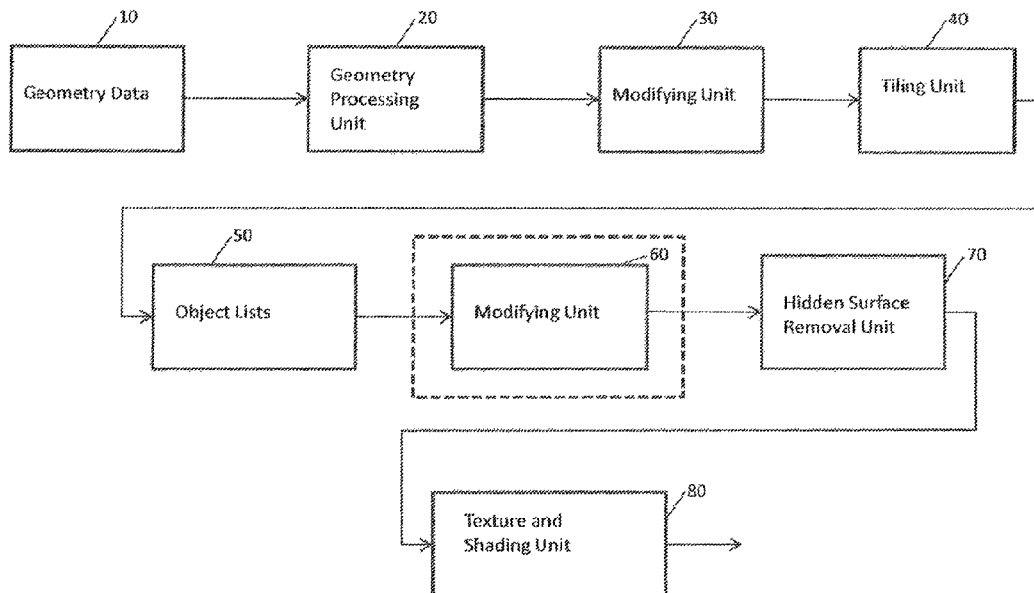 10
20
30
40
Geometry Data
Geometry
Processing
Unit
Modifying Unit
Tiling Unit
50
60
70
Object Lists
Modifying Unit
Hidden Surface
Removal Unit
80
Texture and
Shading Unit